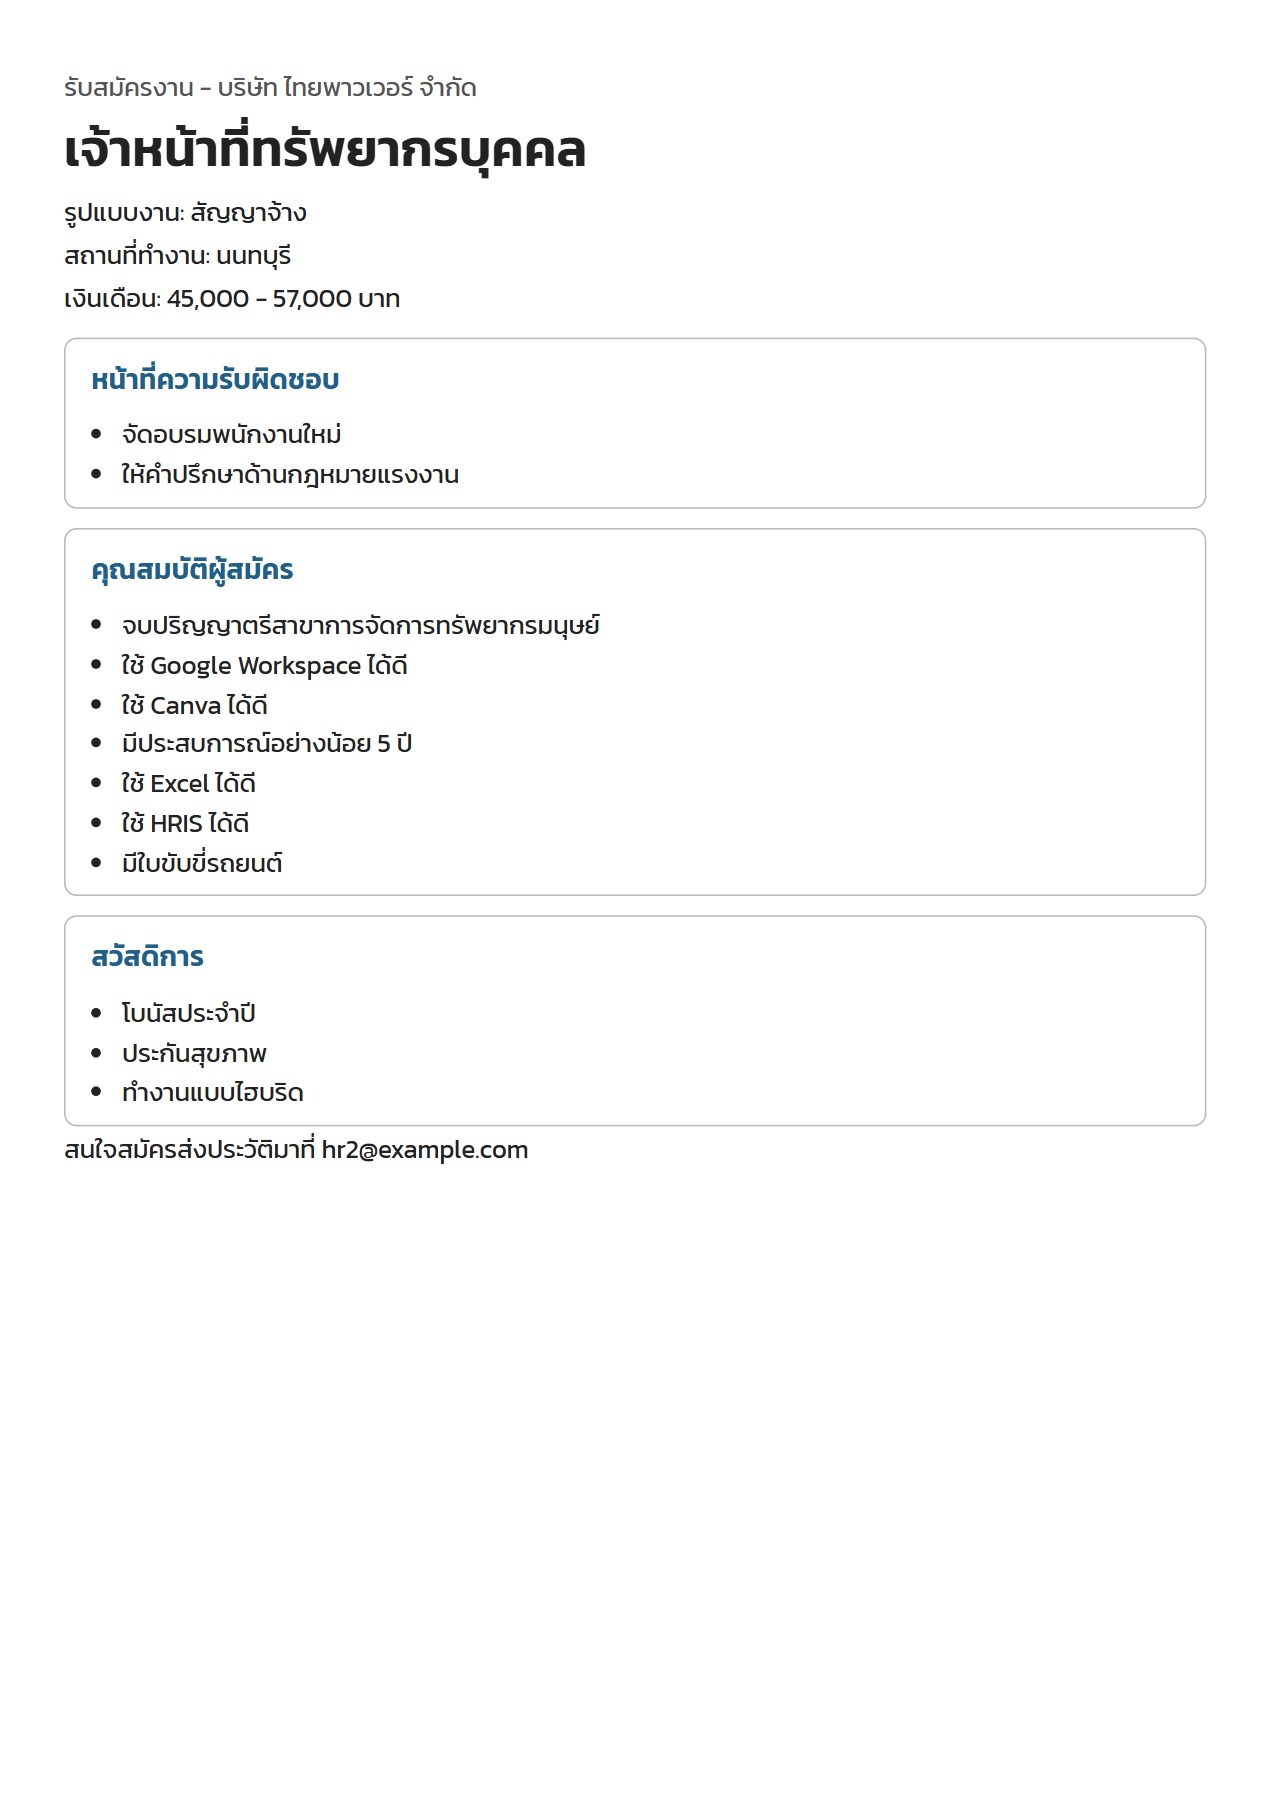 รับสมัครงาน – บริษัท ไทยพาวเวอร์ จำกัด
เจ้าหน้าที่ทรัพยากรบุคคล
รูปแบบงาน: สัญญาจ้าง
สถานที่ทำงาน: นนทบุรี
เงินเดือน: 45,000 – 57,000 บาท
หน้าที่ความรับผิดชอบ
• จัดอบรมพนักงานใหม่
• ให้คำปรึกษาด้านกฎหมายแรงงาน
คุณสมบัติผู้สมัคร
• จบปริญญาตรีสาขาการจัดการทรัพยากรมนุษย์
• ใช้ Google Workspace ได้ดี
• ใช้ Canva ได้ดี
• มีประสบการณ์อย่างน้อย 5 ปี
• ใช้ Excel ได้ดี
• ใช้ HRIS ได้ดี
• มีใบขับขี่รถยนต์
สวัสดิการ
• โบนัสประจำปี
• ประกันสุขภาพ
• ทำงานแบบไฮบริด
สนใจสมัครส่งประวัติมาที่ hr2@example.com